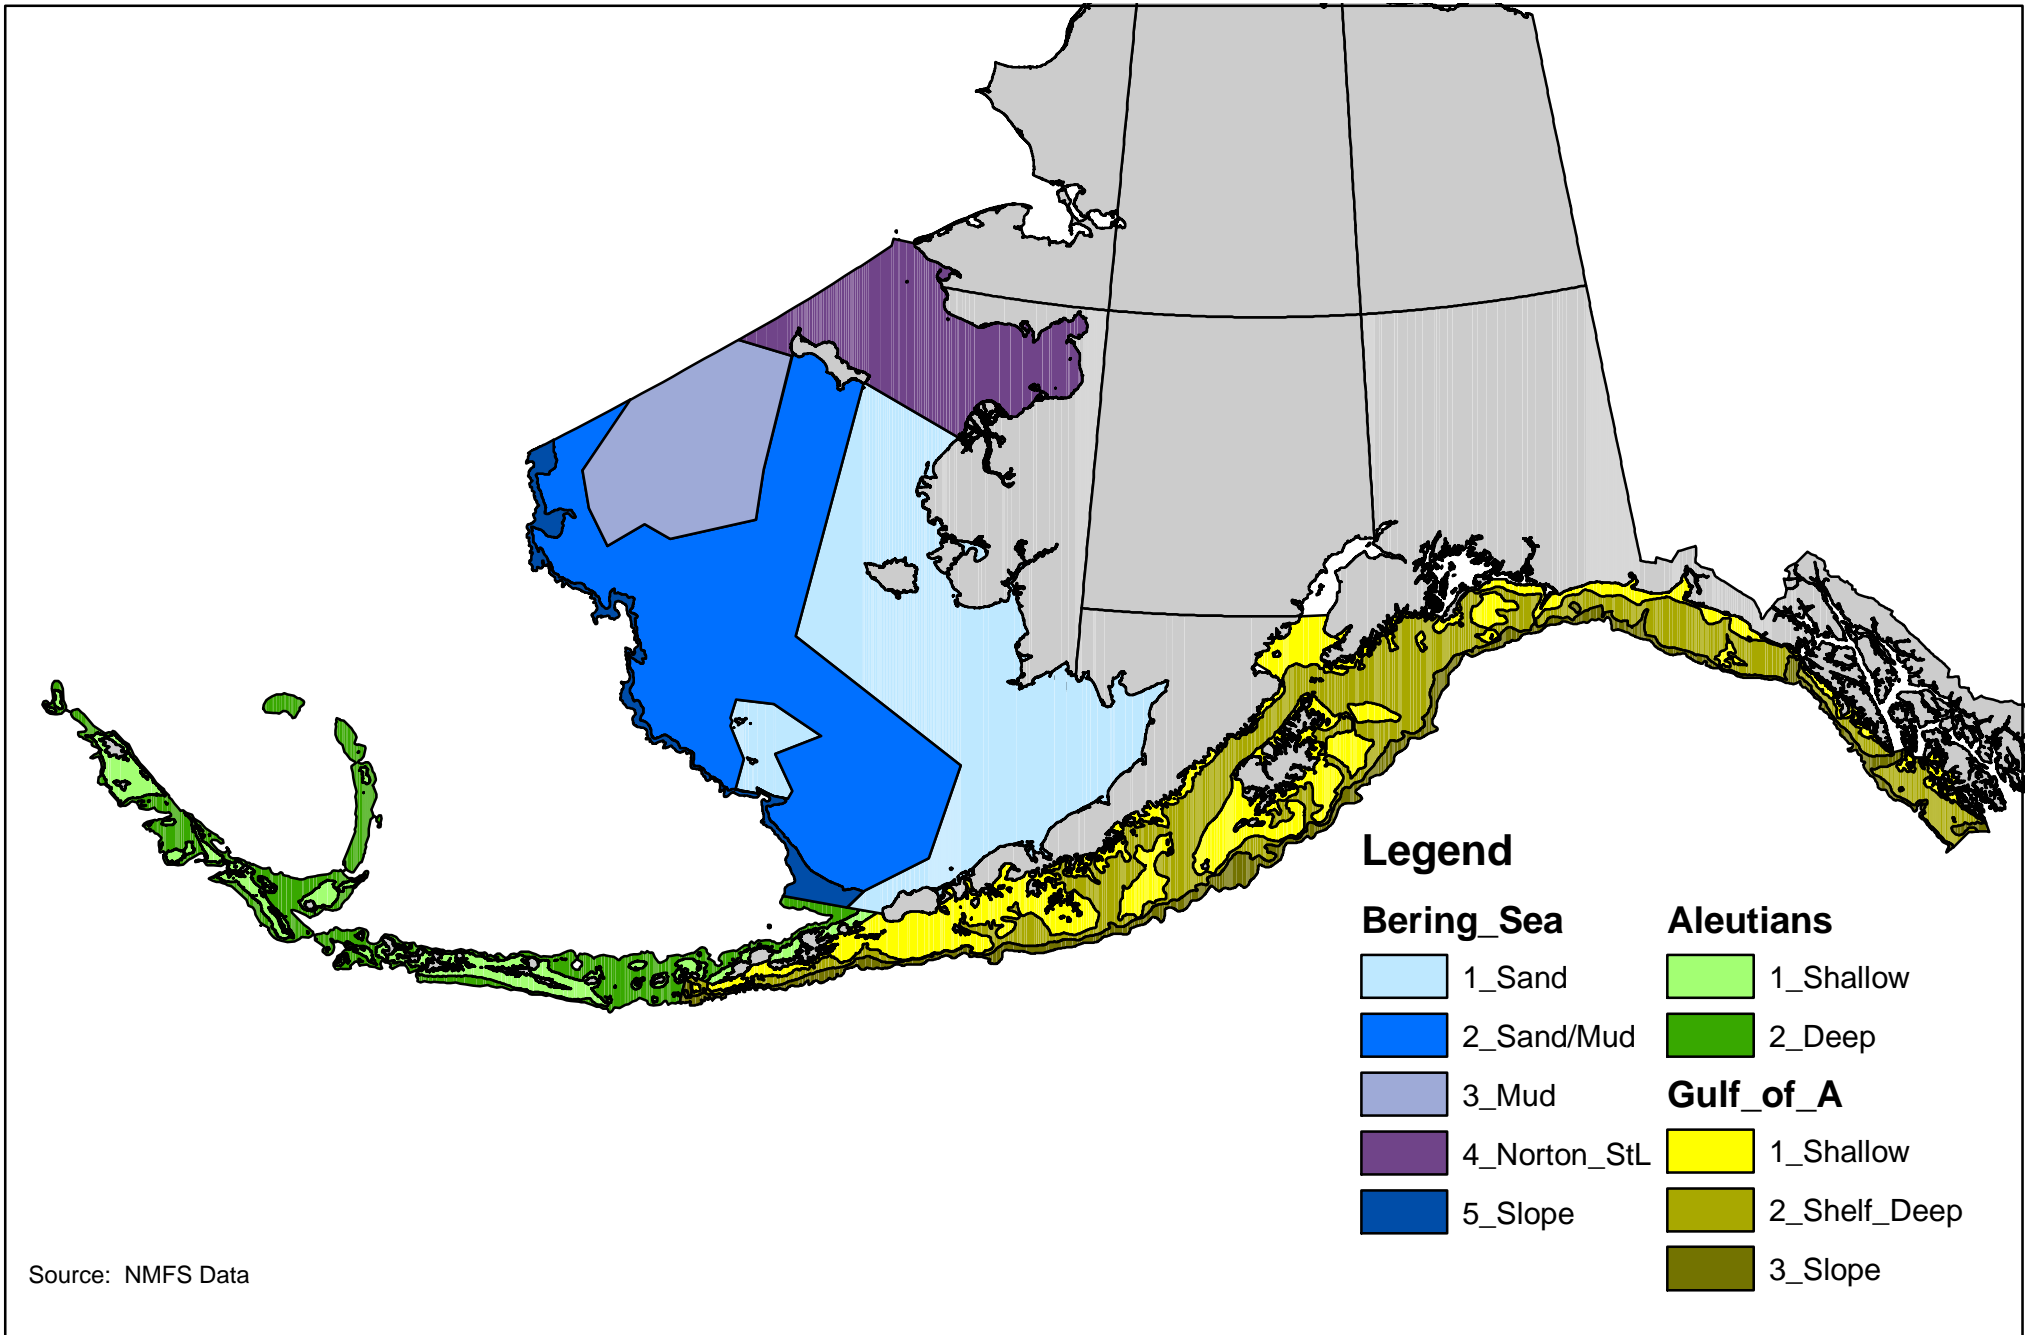 Legend
Bering_Sea
1_Sand
2_Sand/Mud
3_Mud
4_Norton_StL
5_Slope
Aleutians
1_Shallow
2_Deep
Gulf_of_A
1_Shallow
2_Shelf_Deep
3_Slope
Source: NMFS Data